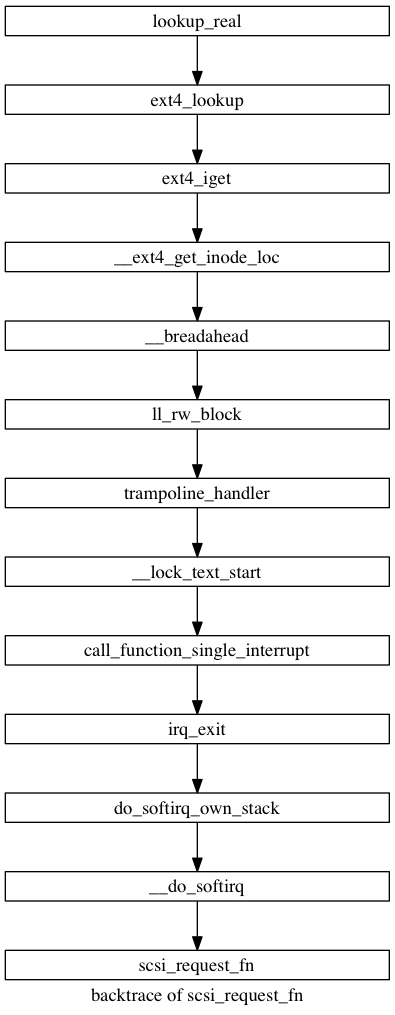 lookup_real
ext4_lookup
ext4_iget
__ext4_get_inode_loc
__breadahead
ll_rw_block
trampoline_handler
__lock_text_start
call_function_single_interrupt
irq_exit
do_softirq_own_stack
__do_softirq
scsi_request_fn
backtrace of scsi_request_fn